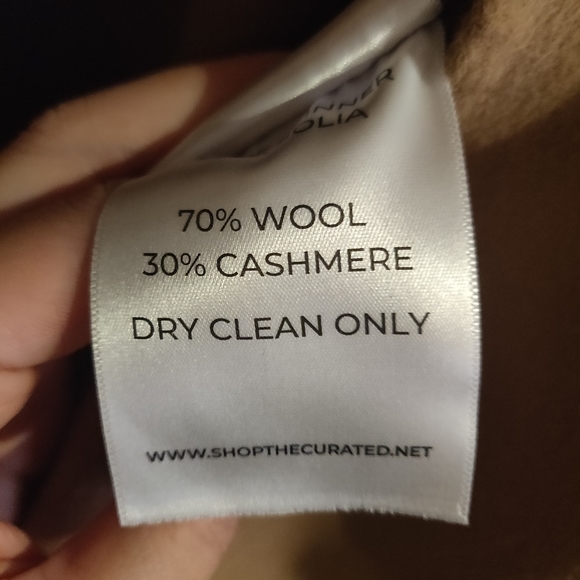 70% WOOL
30% CASHMERE
DRY CLEAN ONLY
WWW.SHOPTHECURATED.NET